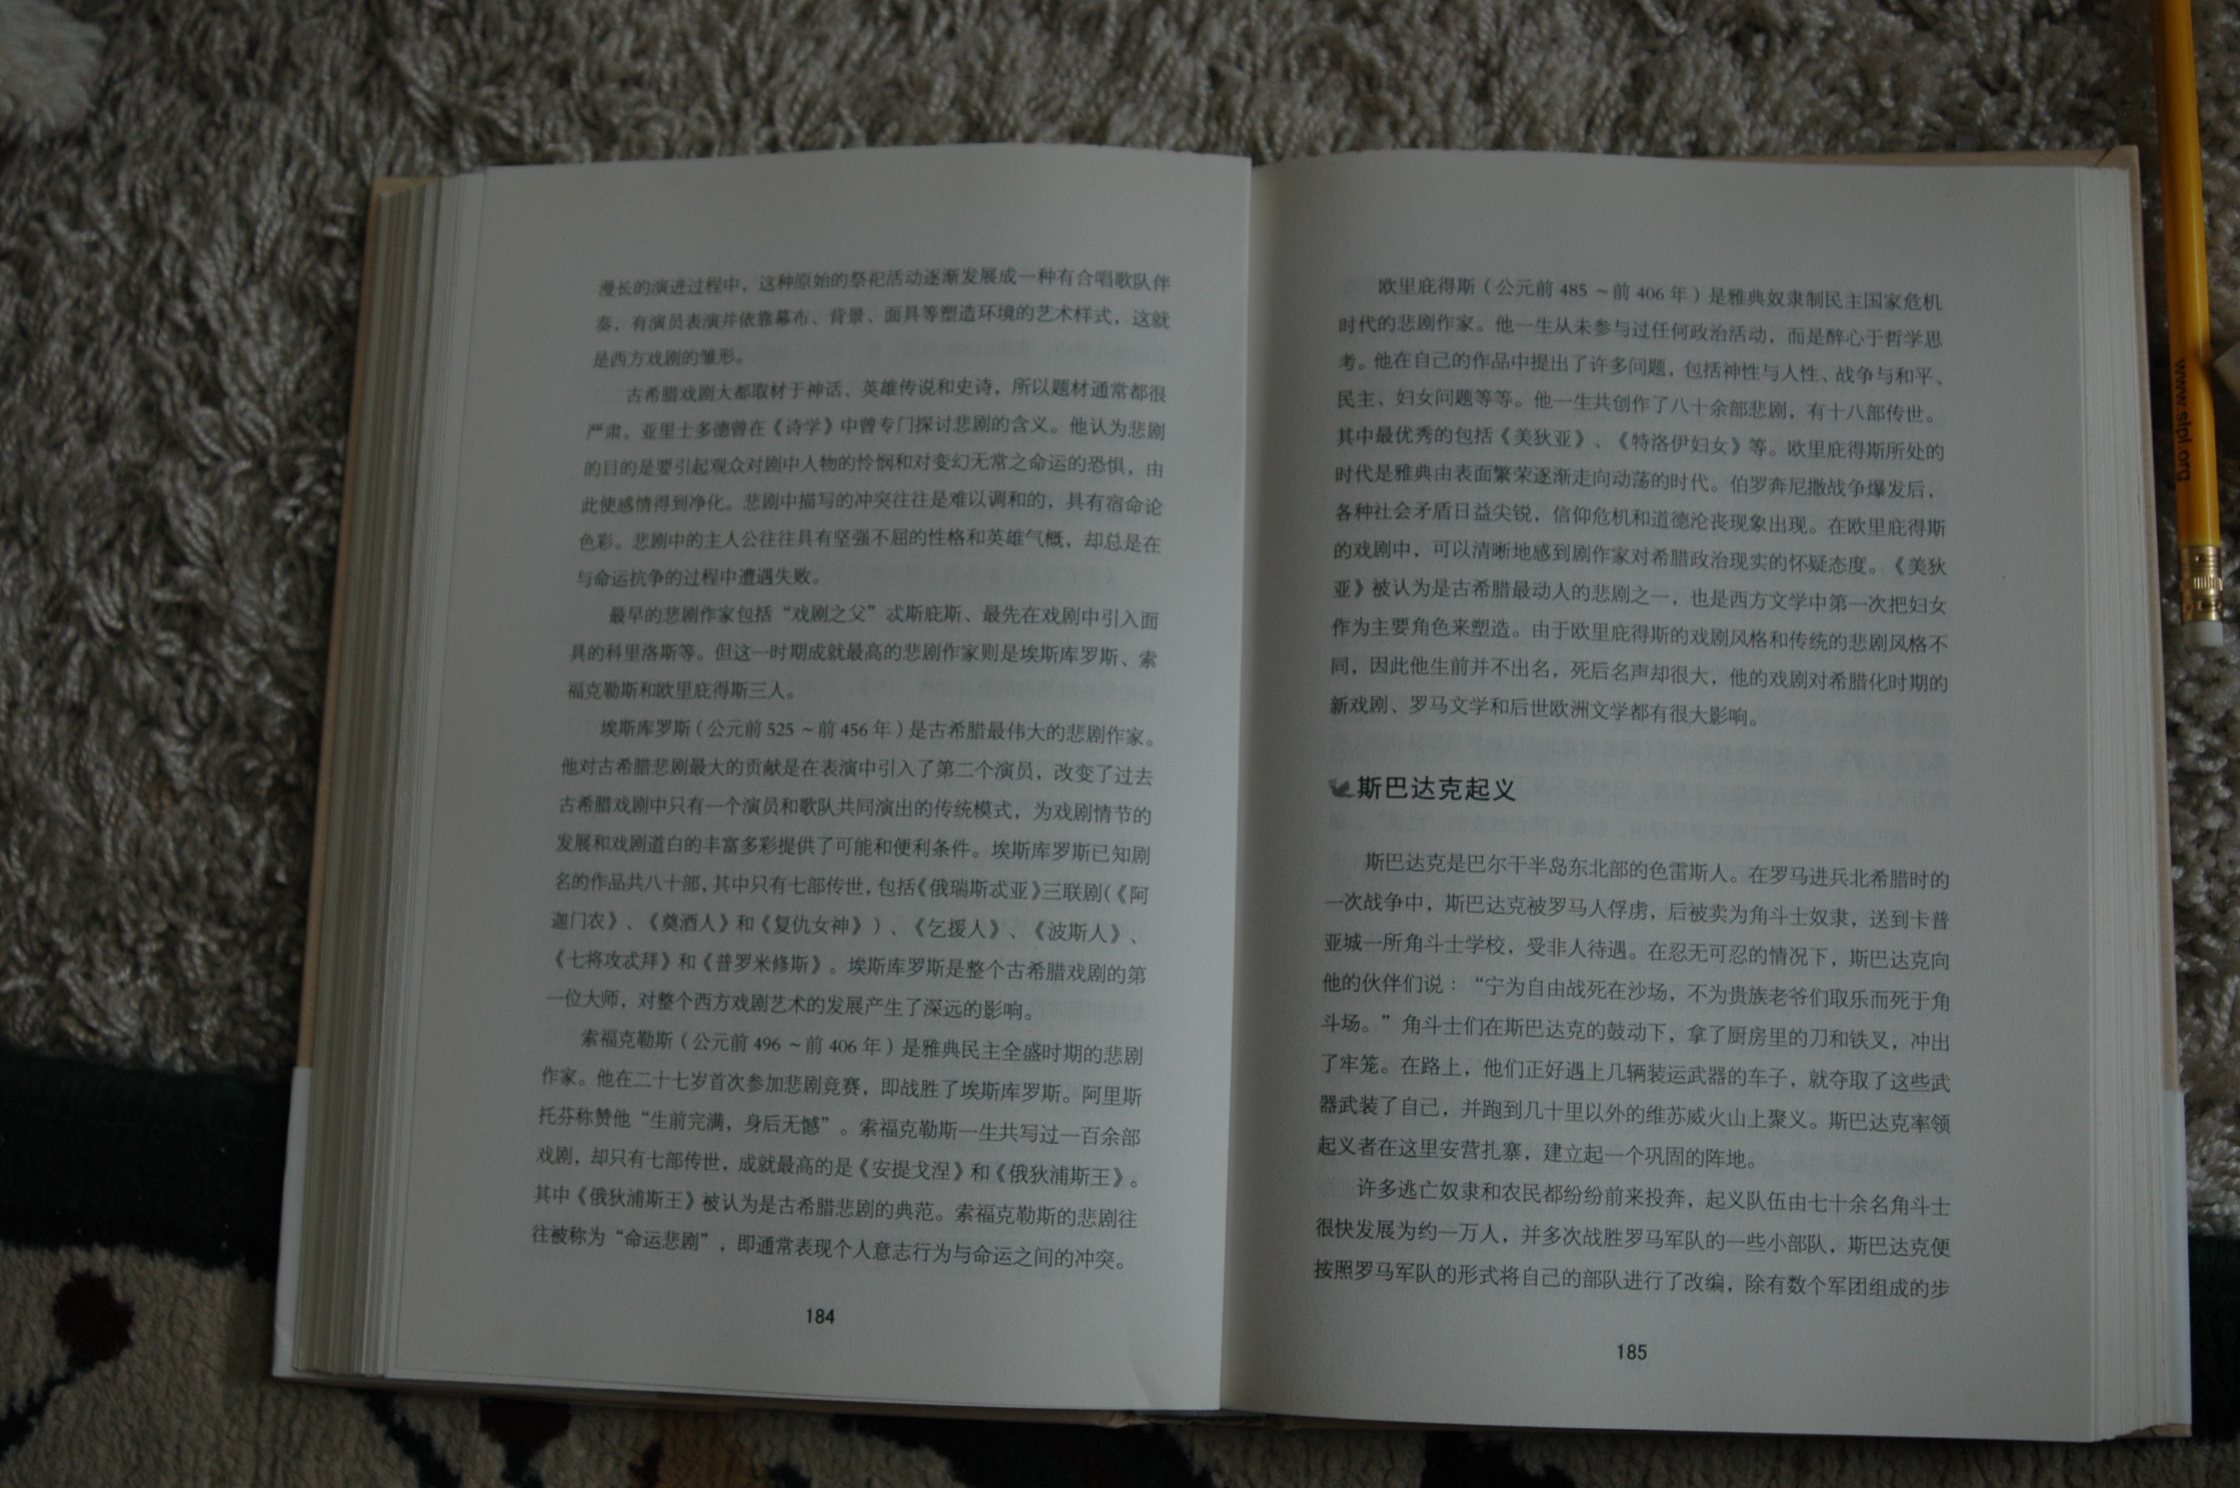 www.slpl.org
漫长的演进过程中，这种原始的祭祀活动逐渐发展成一种有合唱歌队伴
奏，有演员表演并依靠幕布、背景、面具等塑造环境的艺术样式，这就
是西方戏剧的雏形。
古希腊戏剧大都取材于神话、英雄传说和史诗，所以题材通常都很
严肃。亚里士多德曾在《诗学》中曾专门探讨悲剧的含义。他认为悲剧
的目的是要引起观众对剧中人物的怜悯和对变幻无常之命运的恐惧，由
此使感情得到净化。悲剧中描写的冲突往往是难以调和的，具有宿命论
色彩。悲剧中的主人公往往具有坚强不屈的性格和英雄气概，却总是在
与命运抗争的过程中遭遇失败。
最早的悲剧作家包括“戏剧之父”忒斯庇斯、最先在戏剧中引入面
具的科里洛斯等。但这一时期成就最高的悲剧作家则是埃斯库罗斯、索
福克勒斯和欧里庇得斯三人。
埃斯库罗斯（公元前 525 ~ 前 456 年）是古希腊最伟大的悲剧作家。
他对古希腊悲剧最大的贡献是在表演中引入了第二个演员，改变了过去
古希腊戏剧中只有一个演员和歌队共同演出的传统模式，为戏剧情节的
发展和戏剧道白的丰富多彩提供了可能和便利条件。埃斯库罗斯已知剧
名的作品共八十部，其中只有七部传世，包括《俄瑞斯忒亚》三联剧（《阿
迦门农》、《奠酒人》和《复仇女神》）、《乞援人》、《波斯人》、
《七将攻忒拜》和《普罗米修斯》。埃斯库罗斯是整个古希腊戏剧的第
一位大师，对整个西方戏剧艺术的发展产生了深远的影响。
索福克勒斯（公元前 496 ~ 前 406 年）是雅典民主全盛时期的悲剧
作家。他在二十七岁首次参加悲剧竞赛，即战胜了埃斯库罗斯。阿里斯
托芬称赞他“生前完满，身后无憾”。索福克勒斯一生共写过一百余部
戏剧，却只有七部传世，成就最高的是《安提戈涅》和《俄狄浦斯王》。
其中《俄狄浦斯王》被认为是古希腊悲剧的典范。索福克勒斯的悲剧往
往被称为“命运悲剧”，即通常表现个人意志行为与命运之间的冲突。
184
欧里庇得斯（公元前 485 ~ 前 406 年）是雅典奴隶制民主国家危机
时代的悲剧作家。他一生从未参与过任何政治活动，而是醉心于哲学思
考。他在自己的作品中提出了许多问题，包括神性与人性、战争与和平、
民主、妇女问题等等。他一生共创作了八十余部悲剧，有十八部传世。
其中最优秀的包括《美狄亚》、《特洛伊妇女》等。欧里庇得斯所处的
时代是雅典由表面繁荣逐渐走向动荡的时代。伯罗奔尼撒战争爆发后，
各种社会矛盾日益尖锐，信仰危机和道德沦丧现象出现。在欧里庇得斯
的戏剧中，可以清晰地感到剧作家对希腊政治现实的怀疑态度。《美狄
亚》被认为是古希腊最动人的悲剧之一，也是西方文学中第一次把妇女
作为主要角色来塑造。由于欧里庇得斯的戏剧风格和传统的悲剧风格不
同，因此他生前并不出名，死后名声却很大，他的戏剧对希腊化时期的
新戏剧、罗马文学和后世欧洲文学都有很大影响。
斯巴达克起义
斯巴达克是巴尔干半岛东北部的色雷斯人。在罗马进兵北希腊时的
一次战争中，斯巴达克被罗马人俘虏，后被卖为角斗士奴隶，送到卡普
亚城一所角斗士学校，受非人待遇。在忍无可忍的情况下，斯巴达克向
他的伙伴们说：“宁为自由战死在沙场，不为贵族老爷们取乐而死于角
斗场。”角斗士们在斯巴达克的鼓动下，拿了厨房里的刀和铁叉，冲出
了牢笼。在路上，他们正好遇上几辆装运武器的车子，就夺取了这些武
器武装了自己，并跑到几十里以外的维苏威火山上聚义。斯巴达克率领
起义者在这里安营扎寨，建立起一个巩固的阵地。
许多逃亡奴隶和农民都纷纷前来投奔，起义队伍由七十余名角斗士
很快发展为约一万人，并多次战胜罗马军队的一些小部队，斯巴达克便
按照罗马军队的形式将自己的部队进行了改编，除有数个军团组成的步
185